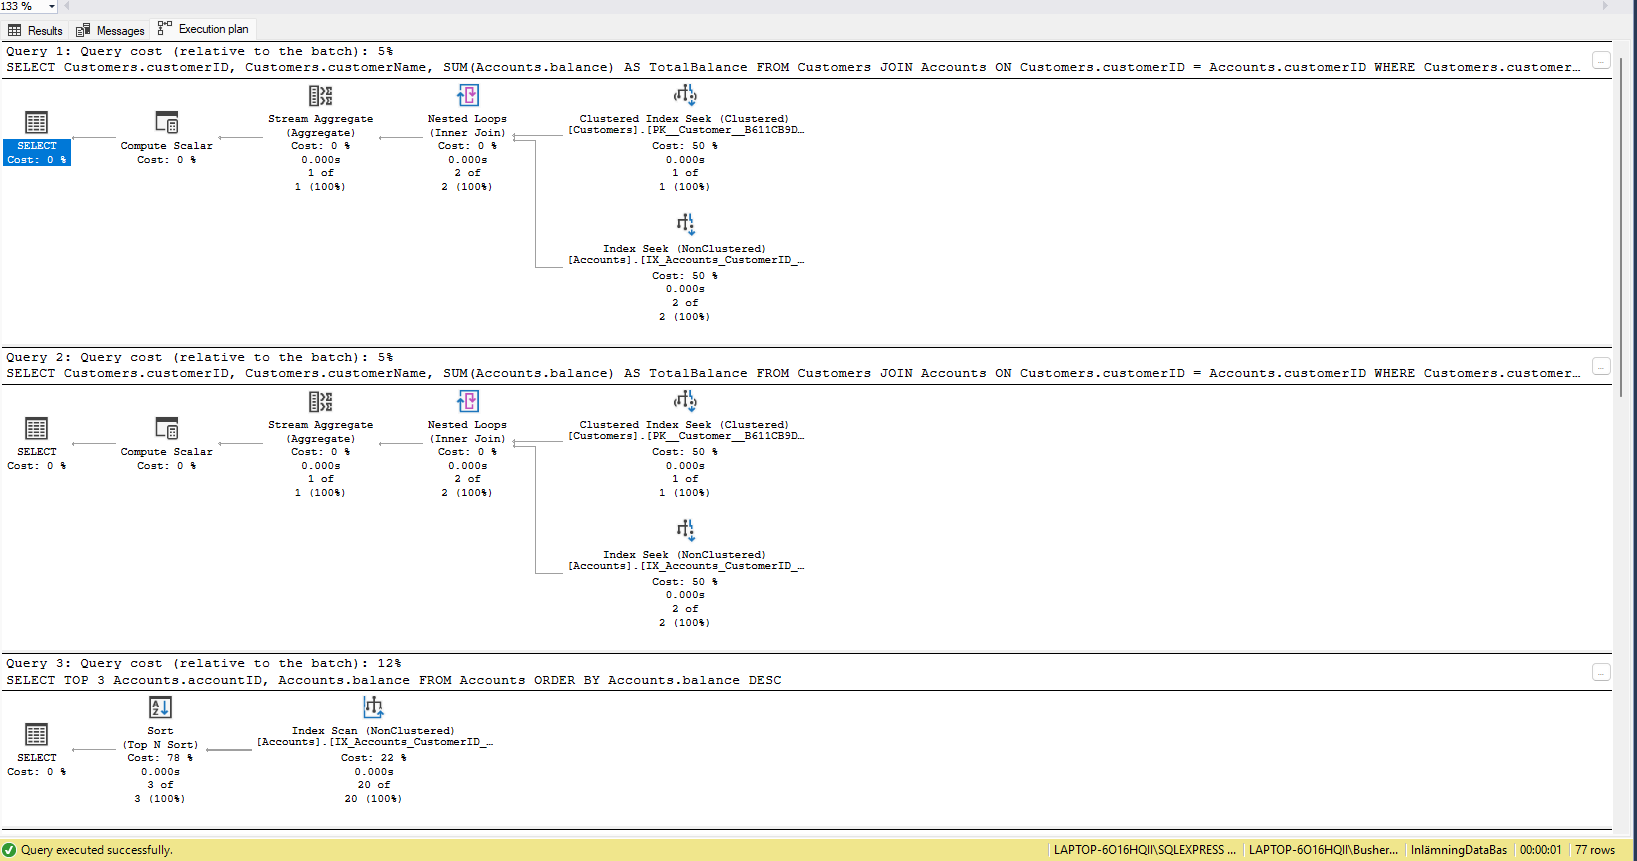 133 %
Results Messages Execution plan
Query 1: Query cost (relative to the batch): 5%
SELECT Customers.customerID, Customers.customerName, SUM(Accounts.balance) AS TotalBalance FROM Customers JOIN Accounts ON Customers.customerID = Accounts.customerID WHERE Customers.customer...
SELECT
Cost: 0 %
Compute Scalar
Cost: 0 %
Stream Aggregate
(Aggregate)
Cost: 0 %
0.000s
1 of
1 (100%)
Nested Loops
(Inner Join)
Cost: 0 %
0.000s
2 of
2 (100%)
Clustered Index Seek (Clustered)
[Customers].[PK__Customer__B611CB9D…
Cost: 50 %
0.000s
1 of
1 (100%)
Index Seek (NonClustered)
[Accounts].[IX_Accounts_CustomerID_…
Cost: 50 %
0.000s
2 of
2 (100%)
Query 2: Query cost (relative to the batch): 5%
SELECT Customers.customerID, Customers.customerName, SUM(Accounts.balance) AS TotalBalance FROM Customers JOIN Accounts ON Customers.customerID = Accounts.customerID WHERE Customers.customer...
SELECT
Cost: 0 %
Compute Scalar
Cost: 0 %
Stream Aggregate
(Aggregate)
Cost: 0 %
0.000s
1 of
1 (100%)
Nested Loops
(Inner Join)
Cost: 0 %
0.000s
2 of
2 (100%)
Clustered Index Seek (Clustered)
[Customers].[PK__Customer__B611CB9D…
Cost: 50 %
0.000s
1 of
1 (100%)
Index Seek (NonClustered)
[Accounts].[IX_Accounts_CustomerID_…
Cost: 50 %
0.000s
2 of
2 (100%)
Query 3: Query cost (relative to the batch): 12%
SELECT TOP 3 Accounts.accountID, Accounts.balance FROM Accounts ORDER BY Accounts.balance DESC
SELECT
Cost: 0 %
Sort
(Top N Sort)
Cost: 78 %
0.000s
3 of
3 (100%)
Index Scan (NonClustered)
[Accounts].[IX_Accounts_CustomerID_…
Cost: 22 %
0.000s
20 of
20 (100%)
Query executed successfully. LAPTOP-6O16HQII\SQLEXPRESS ... LAPTOP-6O16HQII\Busher... InlämningDataBas 00:00:01 77 rows